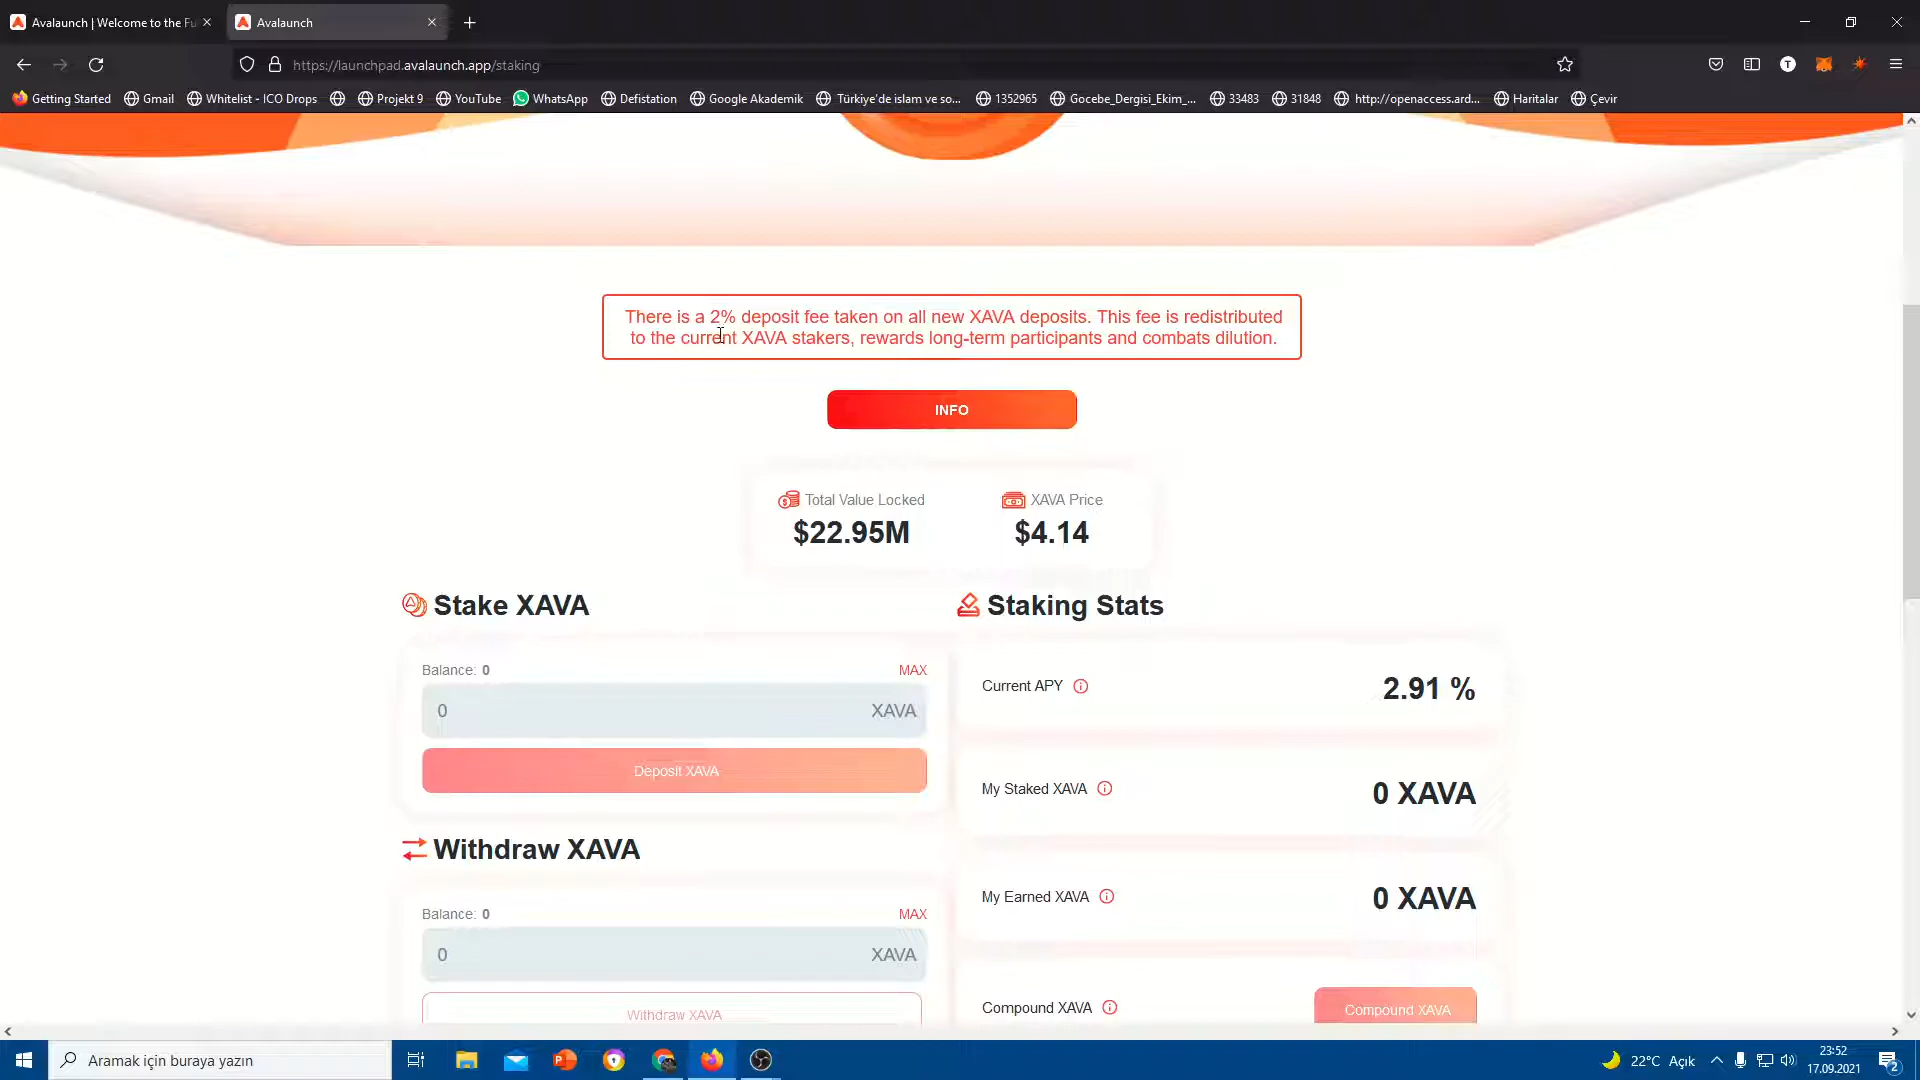 Avalaunch | Welcome to the Fu
Avalaunch
https://launchpad.avalaunch.app/staking
T
Getting Started
Gmail
Whitelist - ICO Drops
Projekt 9
YouTube
WhatsApp
Defistation
Google Akademik
Türkiye'de islam ve so...
1352965
Gocebe_Dergisi_Ekim_...
33483
31848
http://openaccess.ard...
Haritalar
Çevir
There is a 2% deposit fee taken on all new XAVA deposits. This fee is redistributed
to the current XAVA stakers, rewards long-term participants and combats dilution.
INFO
Total Value Locked
$22.95M
XAVA Price
$4.14
Stake XAVA
Balance: 0
MAX
0
XAVA
Deposit XAVA
Withdraw XAVA
Balance: 0
MAX
0
XAVA
Withdraw XAVA
Staking Stats
Current APY
2.91 %
My Staked XAVA
0 XAVA
My Earned XAVA
0 XAVA
Compound XAVA
Compound XAVA
Aramak için buraya yazın
22°C Açık
23:52
17.09.2021
2